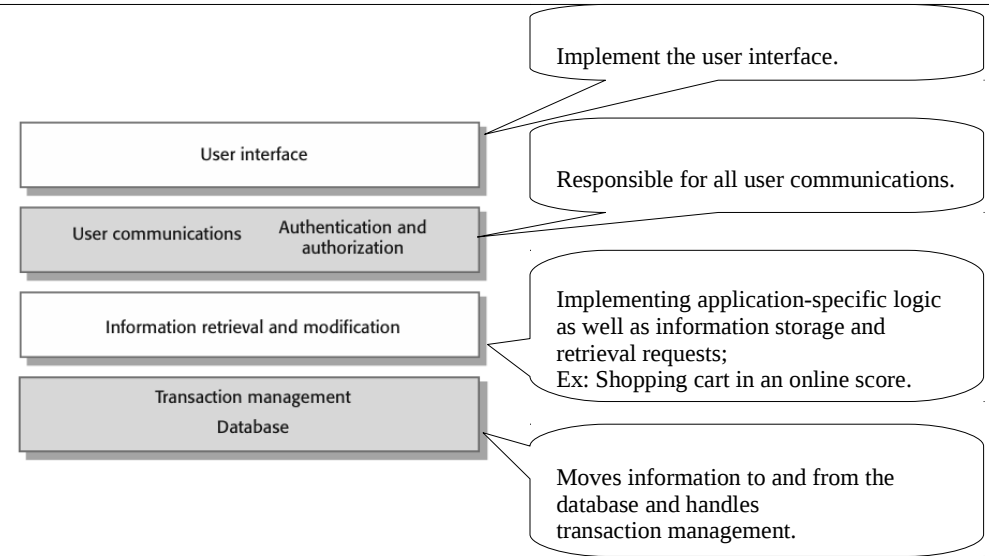 Implement the user interface.
User interface
Responsible for all user communications.
User communications
Authentication and
authorization
Implementing application-specific logic
as well as information storage and
retrieval requests;
Ex: Shopping cart in an online score.
Information retrieval and modification
Transaction management
Database
Moves information to and from the
database and handles
transaction management.